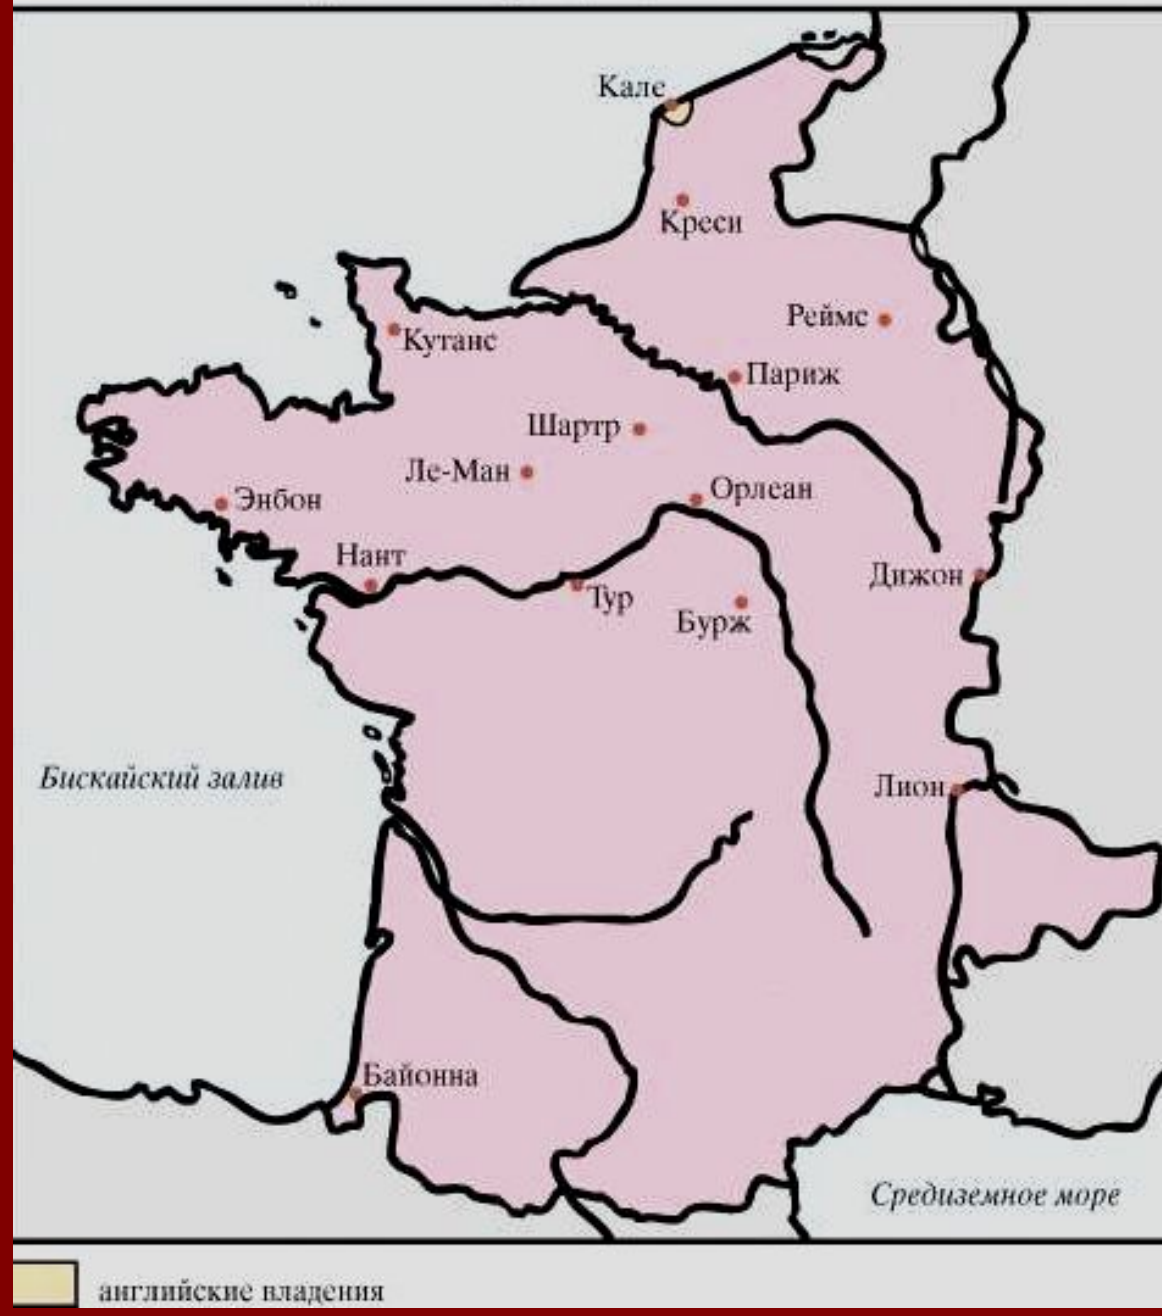 Кале
Креси
Реймс
Кутанс
Париж
Шартр
Ле-Ман
Орлеан
Энбон
Нант
Дижон
Тур
Бурж
Бискайский залив
Лион
Байонна
Средиземное море
английские владения